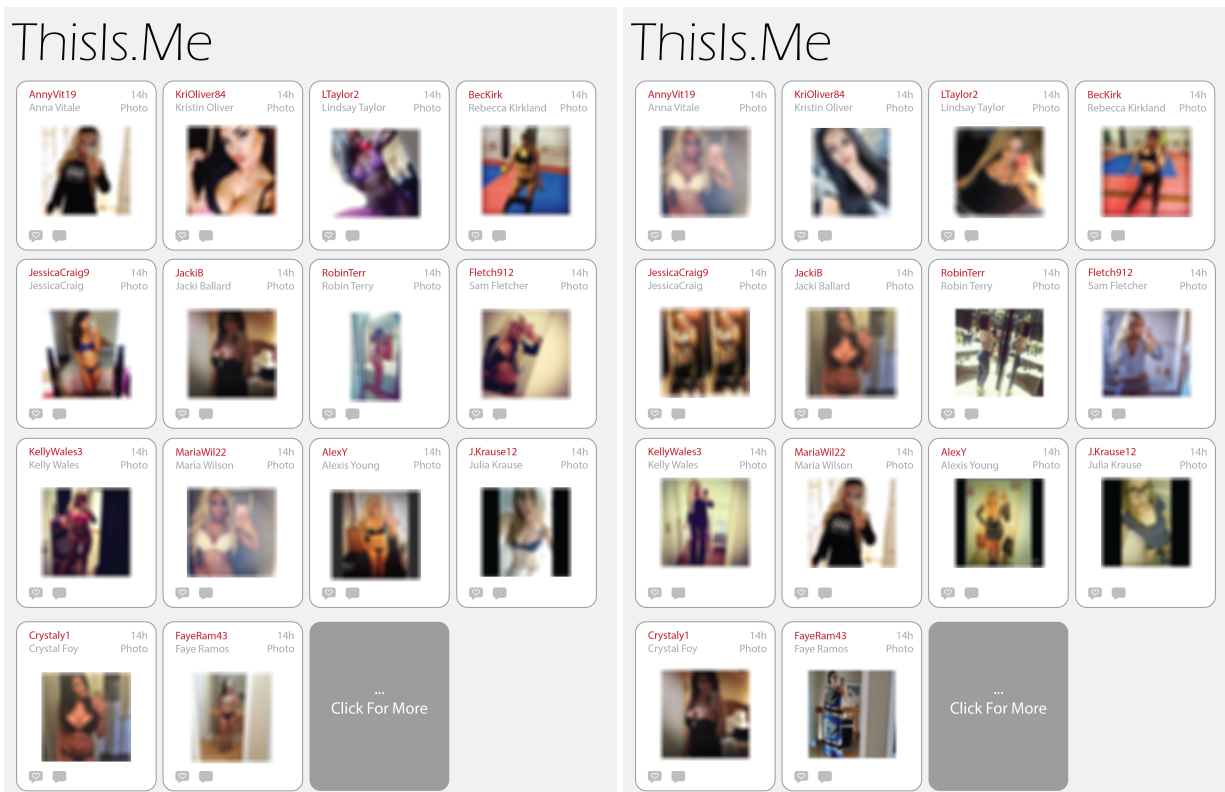 ThisIs.Me
AnnyVit19 14h
Anna Vitale Photo
KriOliver84 14h
Kristin Oliver Photo
LTaylor2 14h
Lindsay Taylor Photo
BecKirk 14h
Rebecca Kirkland Photo
JessicaCraig9 14h
JessicaCraig Photo
JackiB 14h
Jacki Ballard Photo
RobinTerr 14h
Robin Terry Photo
Fletch912 14h
Sam Fletcher Photo
KellyWales3 14h
Kelly Wales Photo
MariaWil22 14h
Maria Wilson Photo
AlexY 14h
Alexis Young Photo
J.Krause12 14h
Julia Krause Photo
Crystaly1 14h
Crystal Foy Photo
FayeRam43 14h
Faye Ramos Photo
...
Click For More
ThisIs.Me
AnnyVit19 14h
Anna Vitale Photo
KriOliver84 14h
Kristin Oliver Photo
LTaylor2 14h
Lindsay Taylor Photo
BecKirk 14h
Rebecca Kirkland Photo
JessicaCraig9 14h
JessicaCraig Photo
JackiB 14h
Jacki Ballard Photo
RobinTerr 14h
Robin Terry Photo
Fletch912 14h
Sam Fletcher Photo
KellyWales3 14h
Kelly Wales Photo
MariaWil22 14h
Maria Wilson Photo
AlexY 14h
Alexis Young Photo
J.Krause12 14h
Julia Krause Photo
Crystaly1 14h
Crystal Foy Photo
FayeRam43 14h
Faye Ramos Photo
...
Click For More